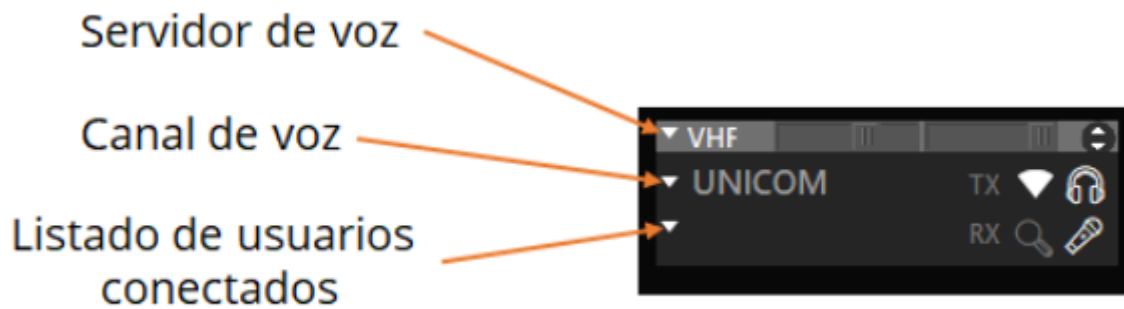 Servidor de voz
Canal de voz
Listado de usuarios
conectados
VHF
UNICOM TX
RX